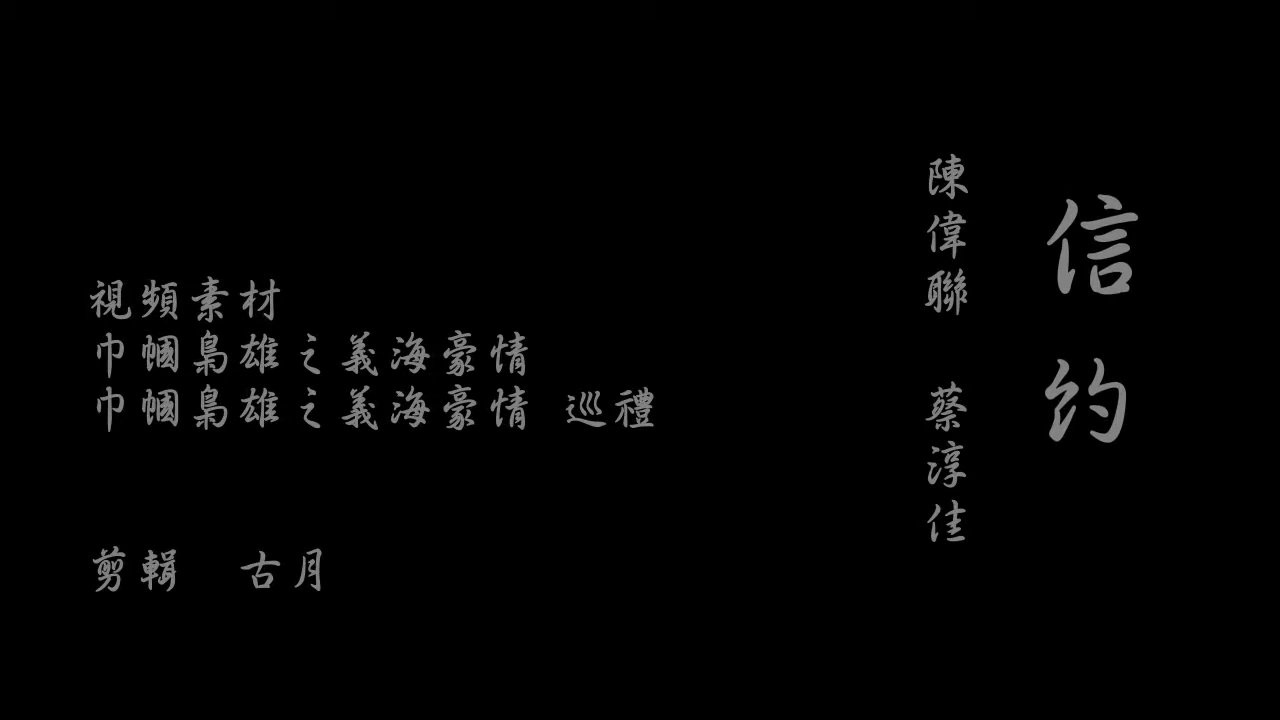 信约
陳偉聯 蔡淳佳
視頻素材
巾幗梟雄之義海豪情
巾幗梟雄之義海豪情 巡禮
剪輯 古月